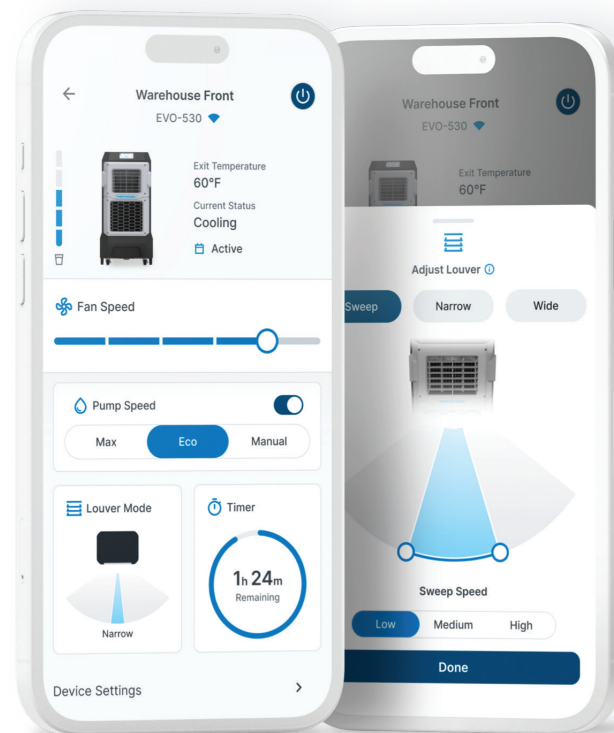 Warehouse Front
EVO-530
Exit Temperature
60°F
Current Status
Cooling
Active
Fan Speed
Pump Speed
Max
Eco
Manual
Louver Mode
Narrow
Timer
1h 24m
Remaining
Device Settings
Warehouse Front
EVO-530
Exit Temperature
60°F
Adjust Louver
Sweep
Narrow
Wide
Sweep Speed
Low
Medium
High
Done